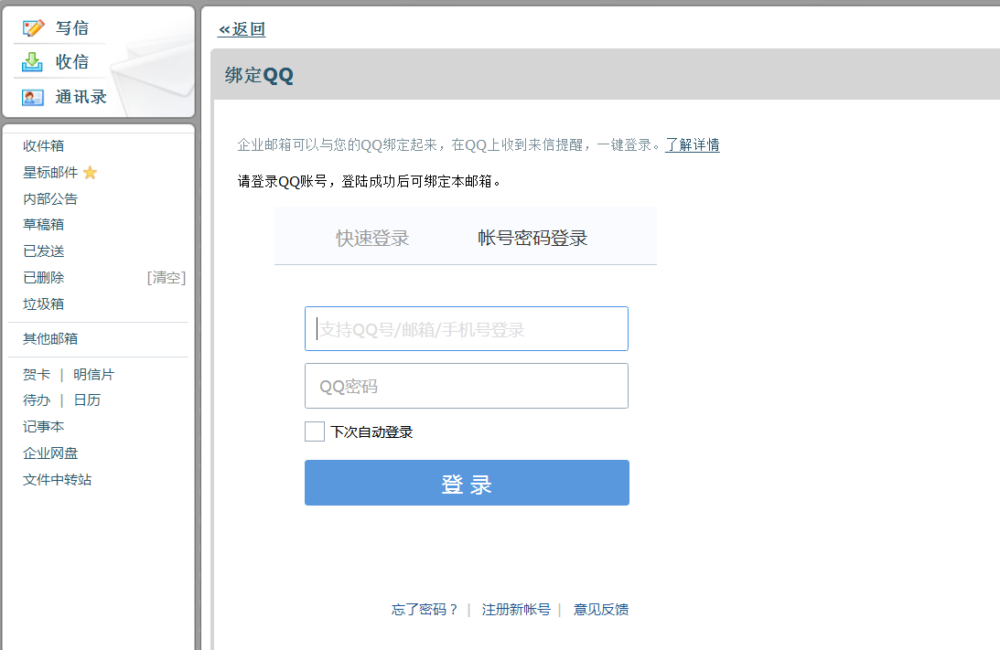 写信
收信
通讯录
收件箱
星标邮件
内部公告
草稿箱
已发送
已删除 [清空]
垃圾箱
其他邮箱
贺卡 | 明信片
待办 | 日历
记事本
企业网盘
文件中转站
«返回
绑定QQ
企业邮箱可以与您的QQ绑定起来，在QQ上收到来信提醒，一键登录。了解详情
请登录QQ账号，登陆成功后可绑定本邮箱。
快速登录 帐号密码登录
支持QQ号/邮箱/手机号登录
QQ密码
下次自动登录
登 录
忘了密码？ | 注册新帐号 | 意见反馈